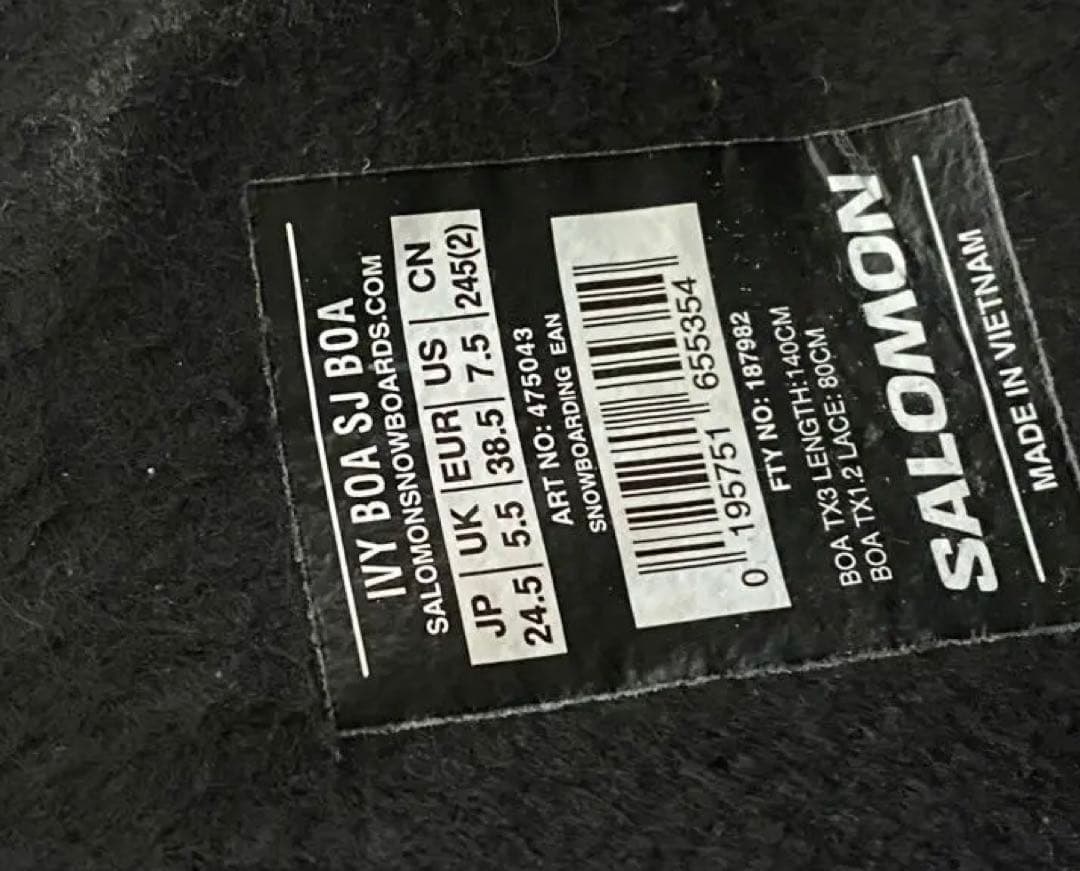 IVY BOA SJ BOA
SALOMONSNOWBOARDS.COM
JP UK EUR US CN
24.5 5.5 38.5 7.5 245(2)
ART NO: 475043
SNOWBOARDING EAN
0 195751 655354
FTY NO: 187982
BOA TX3 LENGTH:140CM
BOA TX1.2 LACE: 80CM
SALOMON
MADE IN VIETNAM